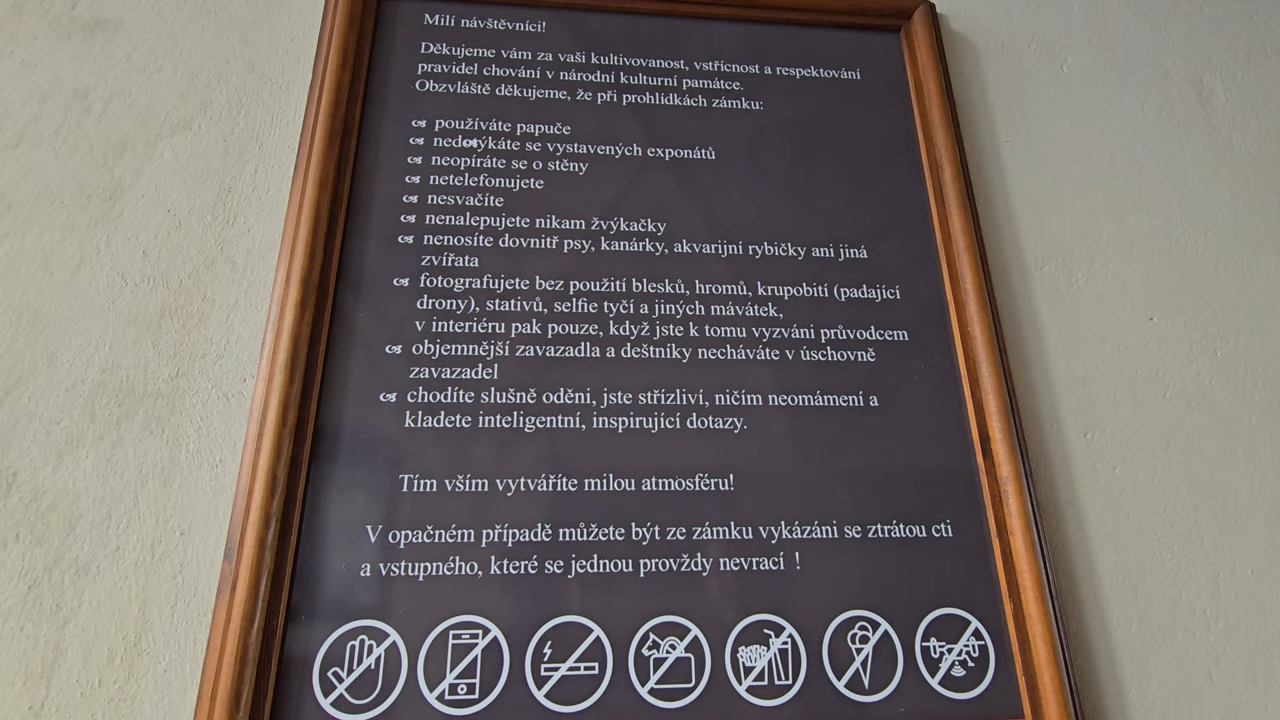 Milí návštěvníci!
Děkujeme vám za vaši kultivovanost, vstřícnost a respektování
pravidel chování v národní kulturní památce.
Obzvláště děkujeme, že při prohlídkách zámku:
používáte papuče
nedotýkáte se vystavených exponátů
neopíráte se o stěny
netelefonujete
nesvačíte
nenalepujete nikam žvýkačky
nenosíte dovnitř psy, kanárky, akvarijní rybičky ani jiná
zvířata
fotografujete bez použití blesků, hromů, krupobití (padající
drony), stativů, selfie tyčí a jiných mávátek,
v interiéru pak pouze, když jste k tomu vyzváni průvodcem
objemnější zavazadla a deštníky necháváte v úschovně
zavazadel
chodíte slušně oděni, jste střízliví, ničím neomámení a
kladete inteligentní, inspirující dotazy.
Tím vším vytváříte milou atmosféru!
V opačném případě můžete být ze zámku vykázáni se ztrátou cti
a vstupného, které se jednou provždy nevrací !